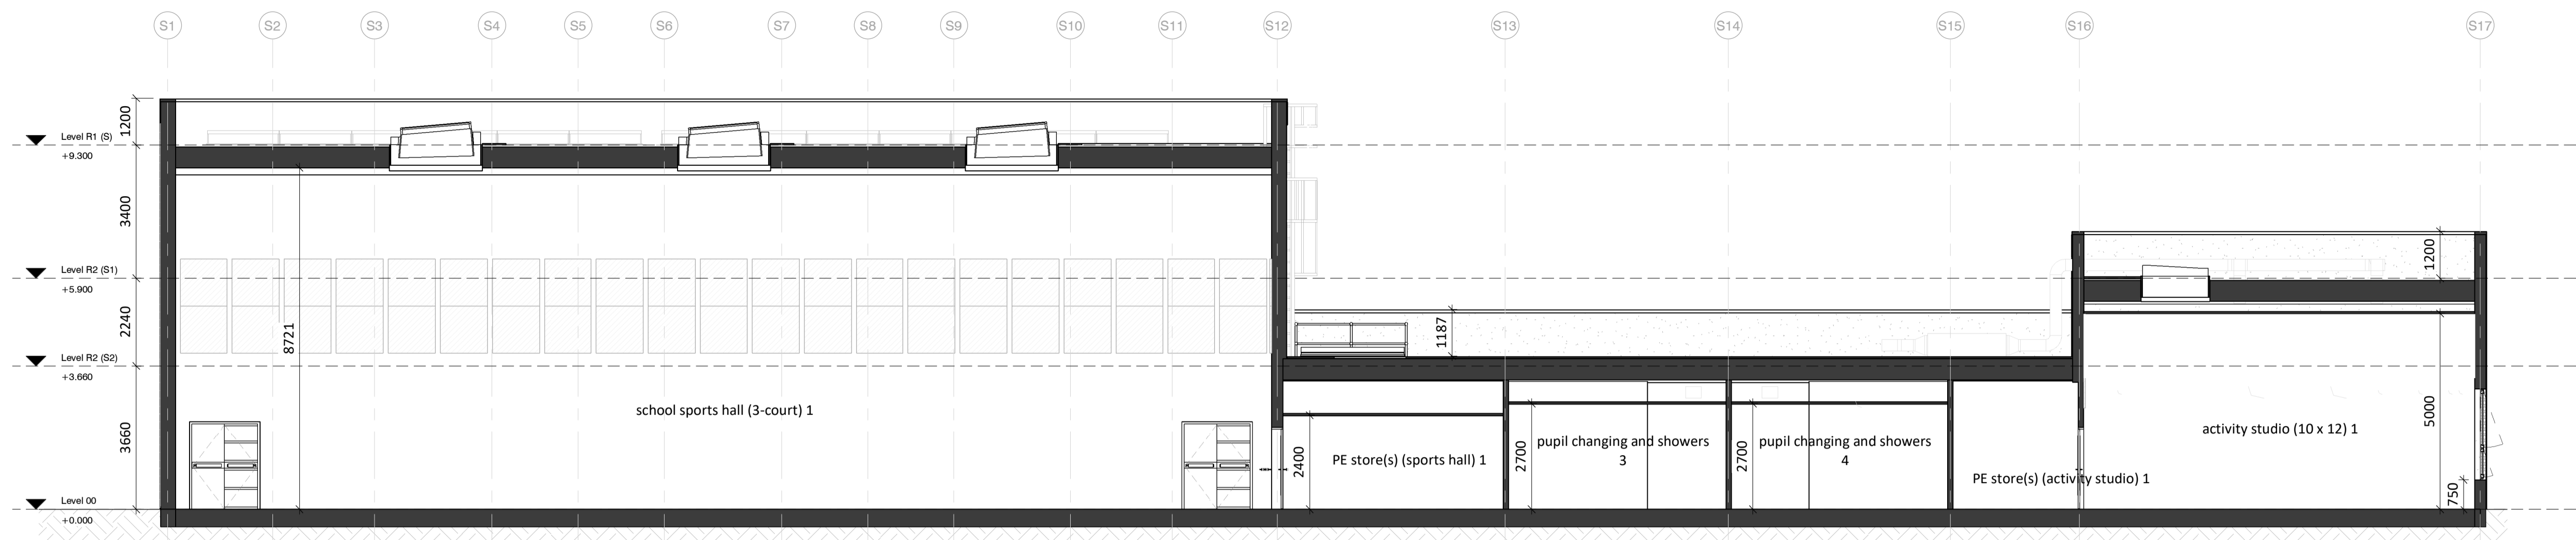 S1 S2 S3 S4 S5 S6 S7 S8 S9 S10 S11 S12 S13 S14 S15 S16 S17
1200
Level R1 (S)
+9.300
3400
Level R2 (S1)
+5.900
2240
Level R2 (S2)
+3.660
3660
Level 00
+0.000
8721
school sports hall (3-court) 1
1187
2400
PE store(s) (sports hall) 1
2700
pupil changing and showers
3
2700
pupil changing and showers
4
PE store(s) (activity studio) 1
1200
5000
activity studio (10 x 12) 1
750